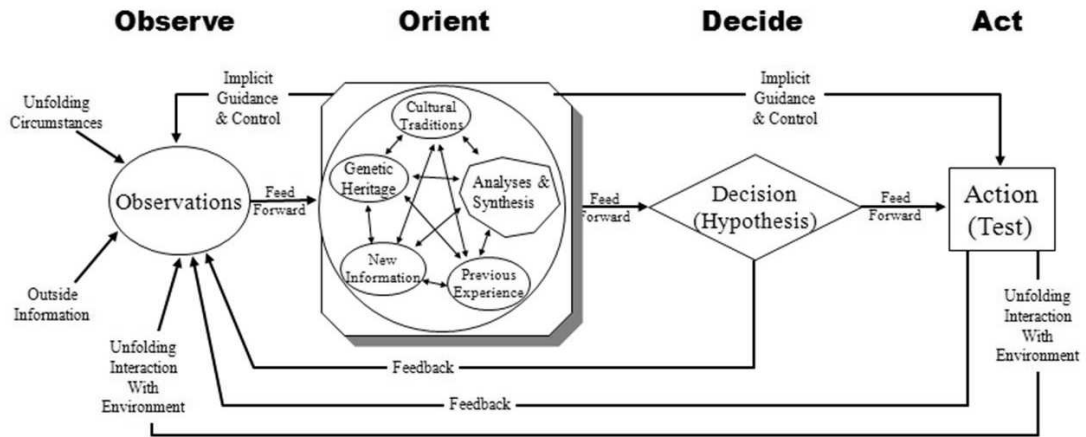 Observe
Orient
Decide
Act
Implicit
Guidance
& Control
Implicit
Guidance
& Control
Unfolding
Circumstances
Cultural
Traditions
Genetic
Heritage
Analyses &
Synthesis
Observations
Feed
Forward
Feed
Forward
Decision
(Hypothesis)
Feed
Forward
Action
(Test)
New
Information
Previous
Experience
Outside
Information
Unfolding
Interaction
With
Environment
Unfolding
Interaction
With
Environment
Feedback
Feedback